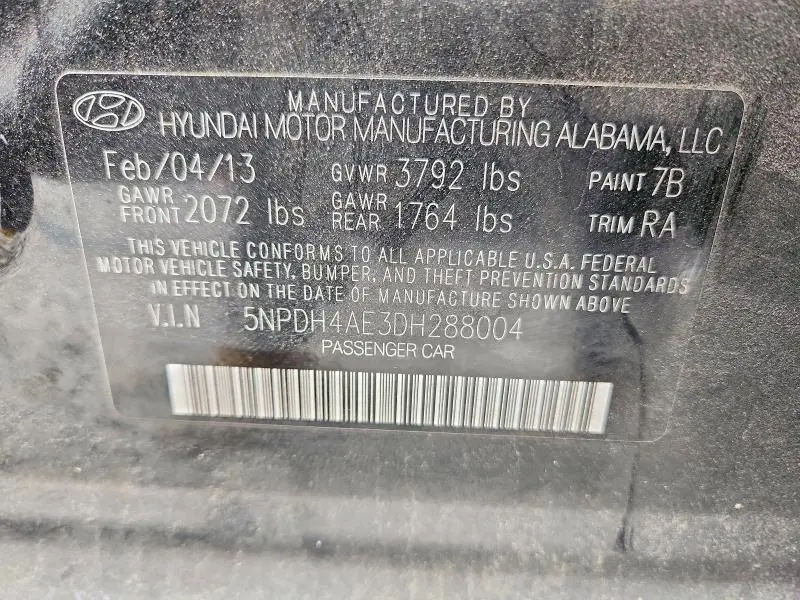 MANUFACTURED BY
HYUNDAI MOTOR MANUFACTURING ALABAMA, LLC
Feb/04/13 GVWR 3792 lbs PAINT 7B
GAWR FRONT 2072 lbs GAWR REAR 1764 lbs TRIM RA
THIS VEHICLE CONFORMS TO ALL APPLICABLE U.S.A. FEDERAL
MOTOR VEHICLE SAFETY, BUMPER, AND THEFT PREVENTION STANDARDS
IN EFFECT ON THE DATE OF MANUFACTURE SHOWN ABOVE
V.I.N 5NPDH4AE3DH288004
PASSENGER CAR